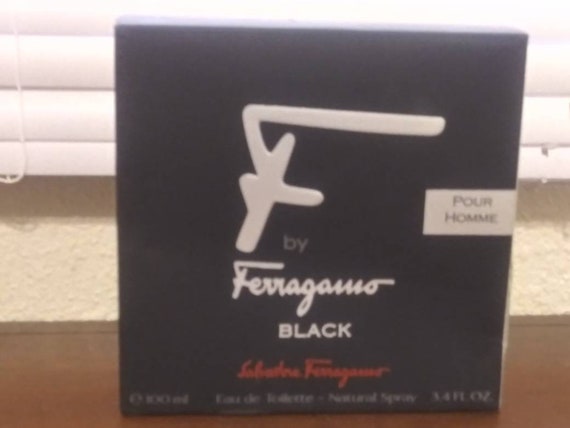 F
by
Ferragamo
BLACK
POUR
HOMME
Salvatore Ferragamo
℮ 100 ml Eau de Toilette - Natural Spray 3.4 FL. OZ.